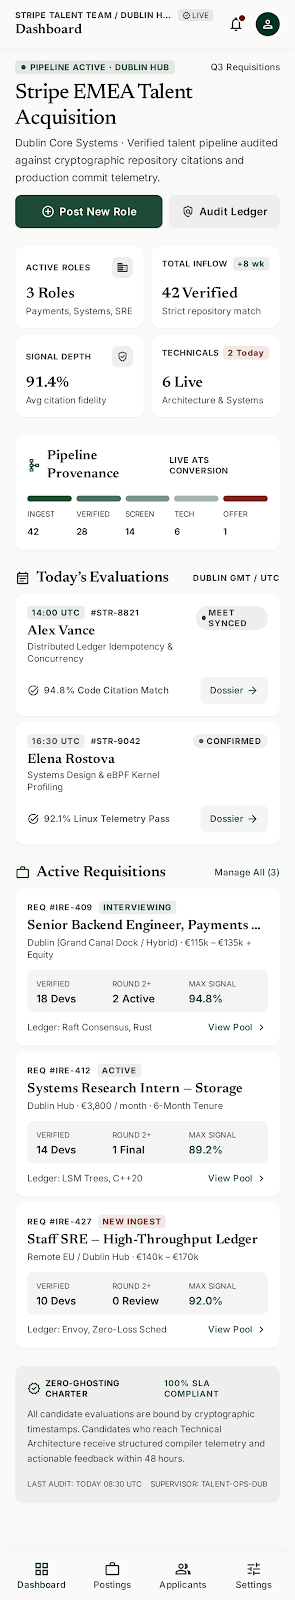 STRIPE TALENT TEAM / DUBLIN H... LIVE
Dashboard
PIPELINE ACTIVE · DUBLIN HUB Q3 Requisitions
Stripe EMEA Talent
Acquisition
Dublin Core Systems · Verified talent pipeline audited
against cryptographic repository citations and
production commit telemetry.
Post New Role Audit Ledger
ACTIVE ROLES
3 Roles
Payments, Systems, SRE
TOTAL INFLOW +8 wk
42 Verified
Strict repository match
SIGNAL DEPTH
91.4%
Avg citation fidelity
TECHNICALS 2 Today
6 Live
Architecture & Systems
Pipeline
Provenance
LIVE ATS
CONVERSION
INGEST VERIFIED SCREEN TECH OFFER
42 28 14 6 1
Today's Evaluations DUBLIN GMT / UTC
14:00 UTC #STR-8821
MEET
SYNCED
Alex Vance
Distributed Ledger Idempotency &
Concurrency
94.8% Code Citation Match Dossier →
16:30 UTC #STR-9042 CONFIRMED
Elena Rostova
Systems Design & eBPF Kernel
Profiling
92.1% Linux Telemetry Pass Dossier →
Active Requisitions Manage All (3)
REQ #IRE-409 INTERVIEWING
Senior Backend Engineer, Payments ...
Dublin (Grand Canal Dock / Hybrid) · €115k – €135k +
Equity
VERIFIED ROUND 2+ MAX SIGNAL
18 Devs 2 Active 94.8%
Ledger: Raft Consensus, Rust View Pool >
REQ #IRE-412 ACTIVE
Systems Research Intern – Storage
Dublin Hub · €3,800 / month · 6-Month Tenure
VERIFIED ROUND 2+ MAX SIGNAL
14 Devs 1 Final 89.2%
Ledger: LSM Trees, C++20 View Pool >
REQ #IRE-427 NEW INGEST
Staff SRE – High-Throughput Ledger
Remote EU / Dublin Hub · €140k – €170k
VERIFIED ROUND 2+ MAX SIGNAL
10 Devs 0 Review 92.0%
Ledger: Envoy, Zero-Loss Sched View Pool >
ZERO-GHOSTING
CHARTER
100% SLA
COMPLIANT
All candidate evaluations are bound by cryptographic
timestamps. Candidates who reach Technical
Architecture receive structured compiler telemetry and
actionable feedback within 48 hours.
LAST AUDIT: TODAY 08:30 UTC SUPERVISOR: TALENT-OPS-DUB
Dashboard Postings Applicants Settings